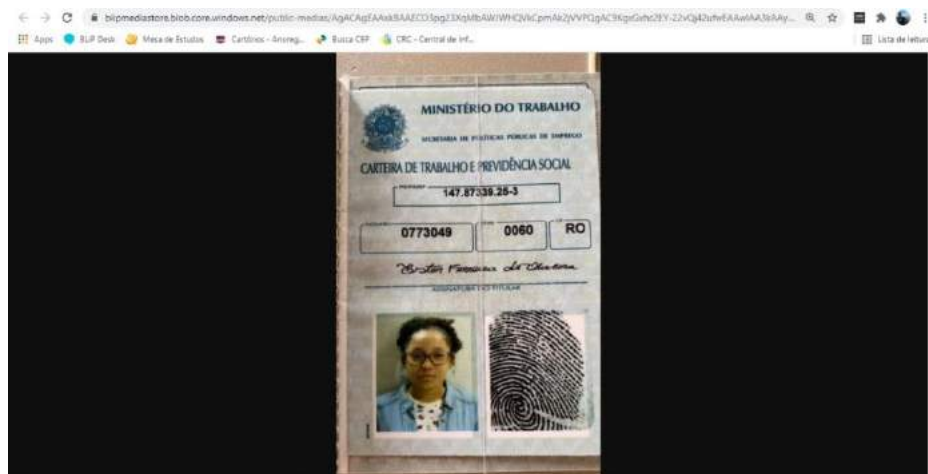 blipmediastore.blob.core.windows.net/public-medias/
Apps BLiP Desk Mesa de Estudos Cartórios - Anoreg... Busca CEP CRC - Central de Inf... Lista de leitura
MINISTÉRIO DO TRABALHO
SECRETARIA DE POLÍTICAS PÚBLICAS DE EMPREGO
CARTEIRA DE TRABALHO E PREVIDÊNCIA SOCIAL
147.87339.25-3
0773049 0060 RO
de Oliveira
ASSINATURA DO TITULAR